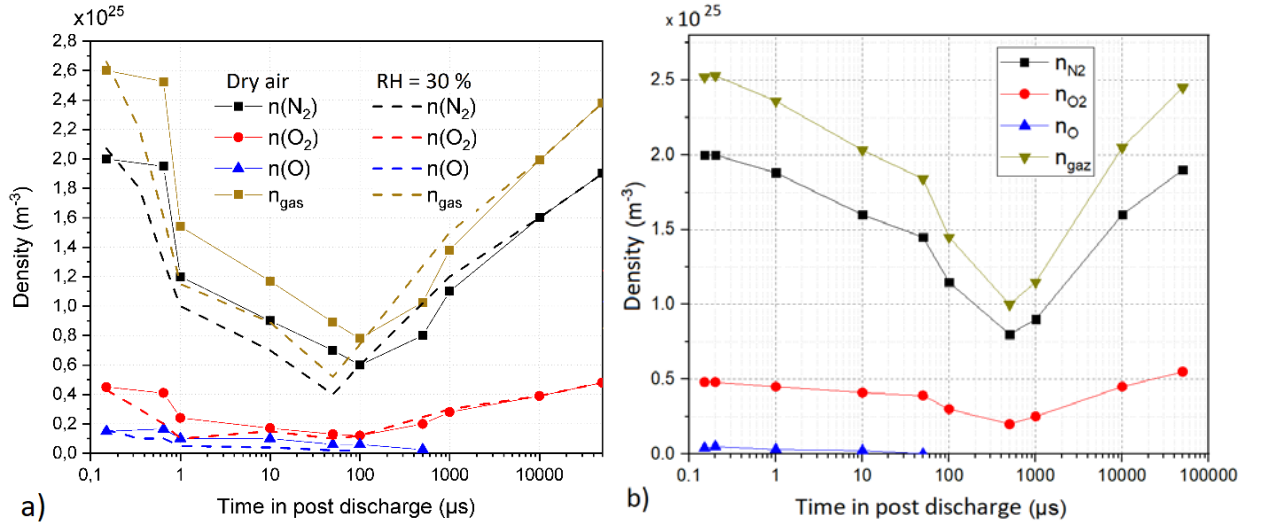 x10²⁵
2,8
2,6
2,4
2,2
2,0
1,8
1,6
1,4
1,2
1,0
0,8
0,6
0,4
0,2
0,0
Density (m⁻³)
Dry air RH = 30 %
n(N₂) n(N₂)
n(O₂) n(O₂)
n(O) n(O)
n_gas n_gas
0,1 1 10 100 1000 10000
Time in post discharge (µs)
a)
x 10²⁵
2.5
2.0
1.5
1.0
0.5
0.0
Density (m⁻³)
n_N2
n_O2
n_O
n_gaz
0.1 1 10 100 1000 10000 100000
Time in post discharge (µs)
b)